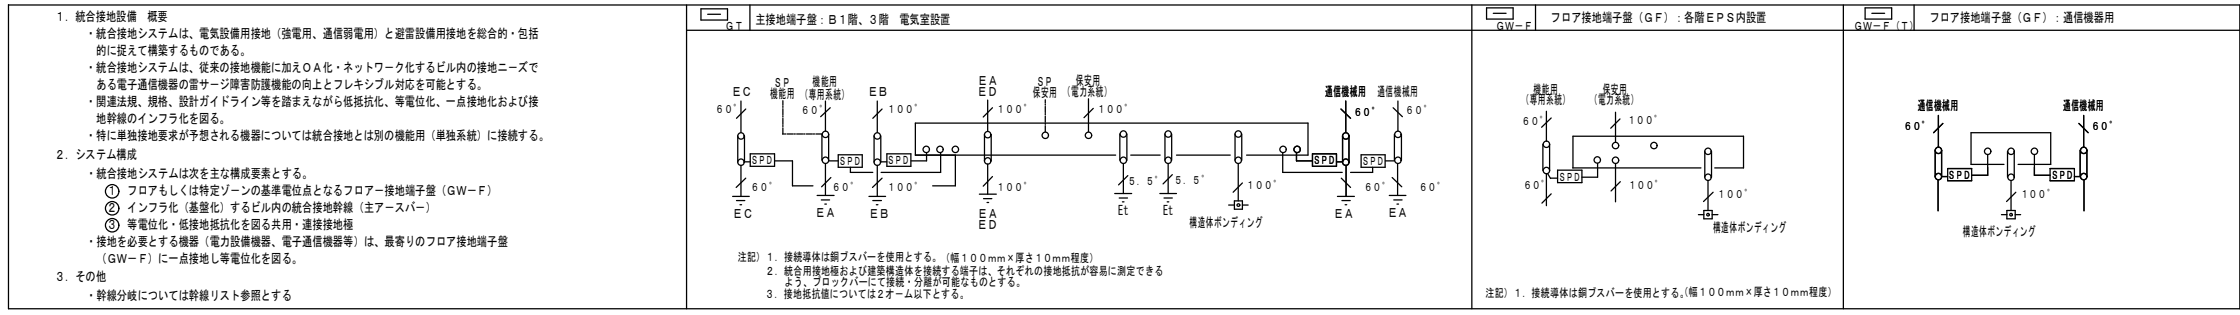 1．統合接地設備　概要
・統合接地システムは、電気設備用接地（強電用、通信弱電用）と避雷設備用接地を総合的・包括
的に捉えて構築するものである。
・統合接地システムは、従来の接地機能に加えＯＡ化・ネットワーク化するビル内の接地ニーズで
ある電子通信機器の雷サージ障害防護機能の向上とフレキシブル対応を可能とする。
・関連法規、規格、設計ガイドライン等を踏まえながら低抵抗化、等電位化、一点接地化および接
地幹線のインフラ化を図る。
・特に単独接地要求が予想される機器については統合接地とは別の機能用（単独系統）に接続する。
2．システム構成
・統合接地システムは次を主な構成要素とする。
① フロアもしくは特定ゾーンの基準電位点となるフロアー接地端子盤（GW－F）
② インフラ化（基盤化）するビル内の統合接地幹線（主アースバー）
③ 等電位化・低接地抵抗化を図る共用・連接接地極
・接地を必要とする機器（電力設備機器、電子通信機器等）は、最寄りのフロア接地端子盤
（GW－F）に一点接地し等電位化を図る。
3．その他
・幹線分岐については幹線リスト参照とする
GT　主接地端子盤：B1階、3階　電気室設置
EC　SP 機能用　機能用（専用系統）　EB　EA ED　SP 保安用　保安用（電力系統）　通信機械用　通信機械用
60°　60°　100°　100°　100°　60°　60°
SPD　SPD　SPD　SPD　SPD
60°　60°　100°　100°　5.5°　5.5°　100°　60°　60°
EC　EA　EB　EA ED　Et　Et　構造体ボンディング　EA　EA
注記）1．接続導体は銅ブスバーを使用とする。（幅100mm×厚さ10mm程度）
2．統合用接地極および建築構造体を接続する端子は、それぞれの接地抵抗が容易に測定できる
よう、ブロックバーにて接続・分離が可能なものとする。
3．接地抵抗値については2オーム以下とする。
GW－F　フロア接地端子盤（GF）：各階EPS内設置
機能用（専用系統）　保安用（電力系統）
60°　100°
SPD
60°　100°　100°
構造体ボンディング
注記）1．接続導体は銅ブスバーを使用とする。（幅100mm×厚さ10mm程度）
GW－F（T）　フロア接地端子盤（GF）：通信機器用
通信機械用　通信機械用
60°　60°
SPD　SPD
100°
構造体ボンディング